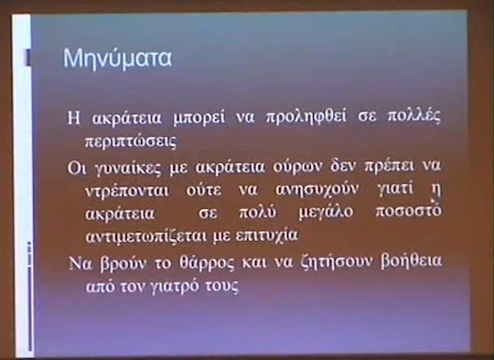 Μηνύματα
Η ακράτεια μπορεί να προληφθεί σε πολλές
περιπτώσεις
Οι γυναίκες με ακράτεια ούρων δεν πρέπει να
ντρέπονται ούτε να ανησυχούν γιατί η
ακράτεια σε πολύ μεγάλο ποσοστό
αντιμετωπίζεται με επιτυχία
Να βρούν το θάρρος και να ζητήσουν βοήθεια
από τον γιατρό τους